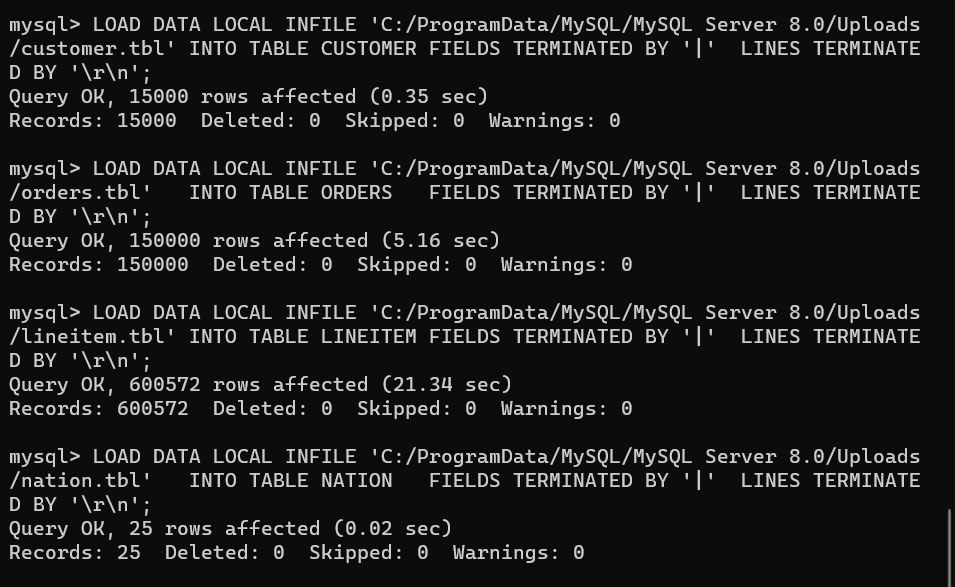 mysql> LOAD DATA LOCAL INFILE 'C:/ProgramData/MySQL/MySQL Server 8.0/Uploads
/customer.tbl' INTO TABLE CUSTOMER FIELDS TERMINATED BY '|'  LINES TERMINATE
D BY '\r\n';
Query OK, 15000 rows affected (0.35 sec)
Records: 15000  Deleted: 0  Skipped: 0  Warnings: 0
mysql> LOAD DATA LOCAL INFILE 'C:/ProgramData/MySQL/MySQL Server 8.0/Uploads
/orders.tbl'   INTO TABLE ORDERS   FIELDS TERMINATED BY '|'  LINES TERMINATE
D BY '\r\n';
Query OK, 150000 rows affected (5.16 sec)
Records: 150000  Deleted: 0  Skipped: 0  Warnings: 0
mysql> LOAD DATA LOCAL INFILE 'C:/ProgramData/MySQL/MySQL Server 8.0/Uploads
/lineitem.tbl' INTO TABLE LINEITEM FIELDS TERMINATED BY '|'  LINES TERMINATE
D BY '\r\n';
Query OK, 600572 rows affected (21.34 sec)
Records: 600572  Deleted: 0  Skipped: 0  Warnings: 0
mysql> LOAD DATA LOCAL INFILE 'C:/ProgramData/MySQL/MySQL Server 8.0/Uploads
/nation.tbl'   INTO TABLE NATION   FIELDS TERMINATED BY '|'  LINES TERMINATE
D BY '\r\n';
Query OK, 25 rows affected (0.02 sec)
Records: 25  Deleted: 0  Skipped: 0  Warnings: 0